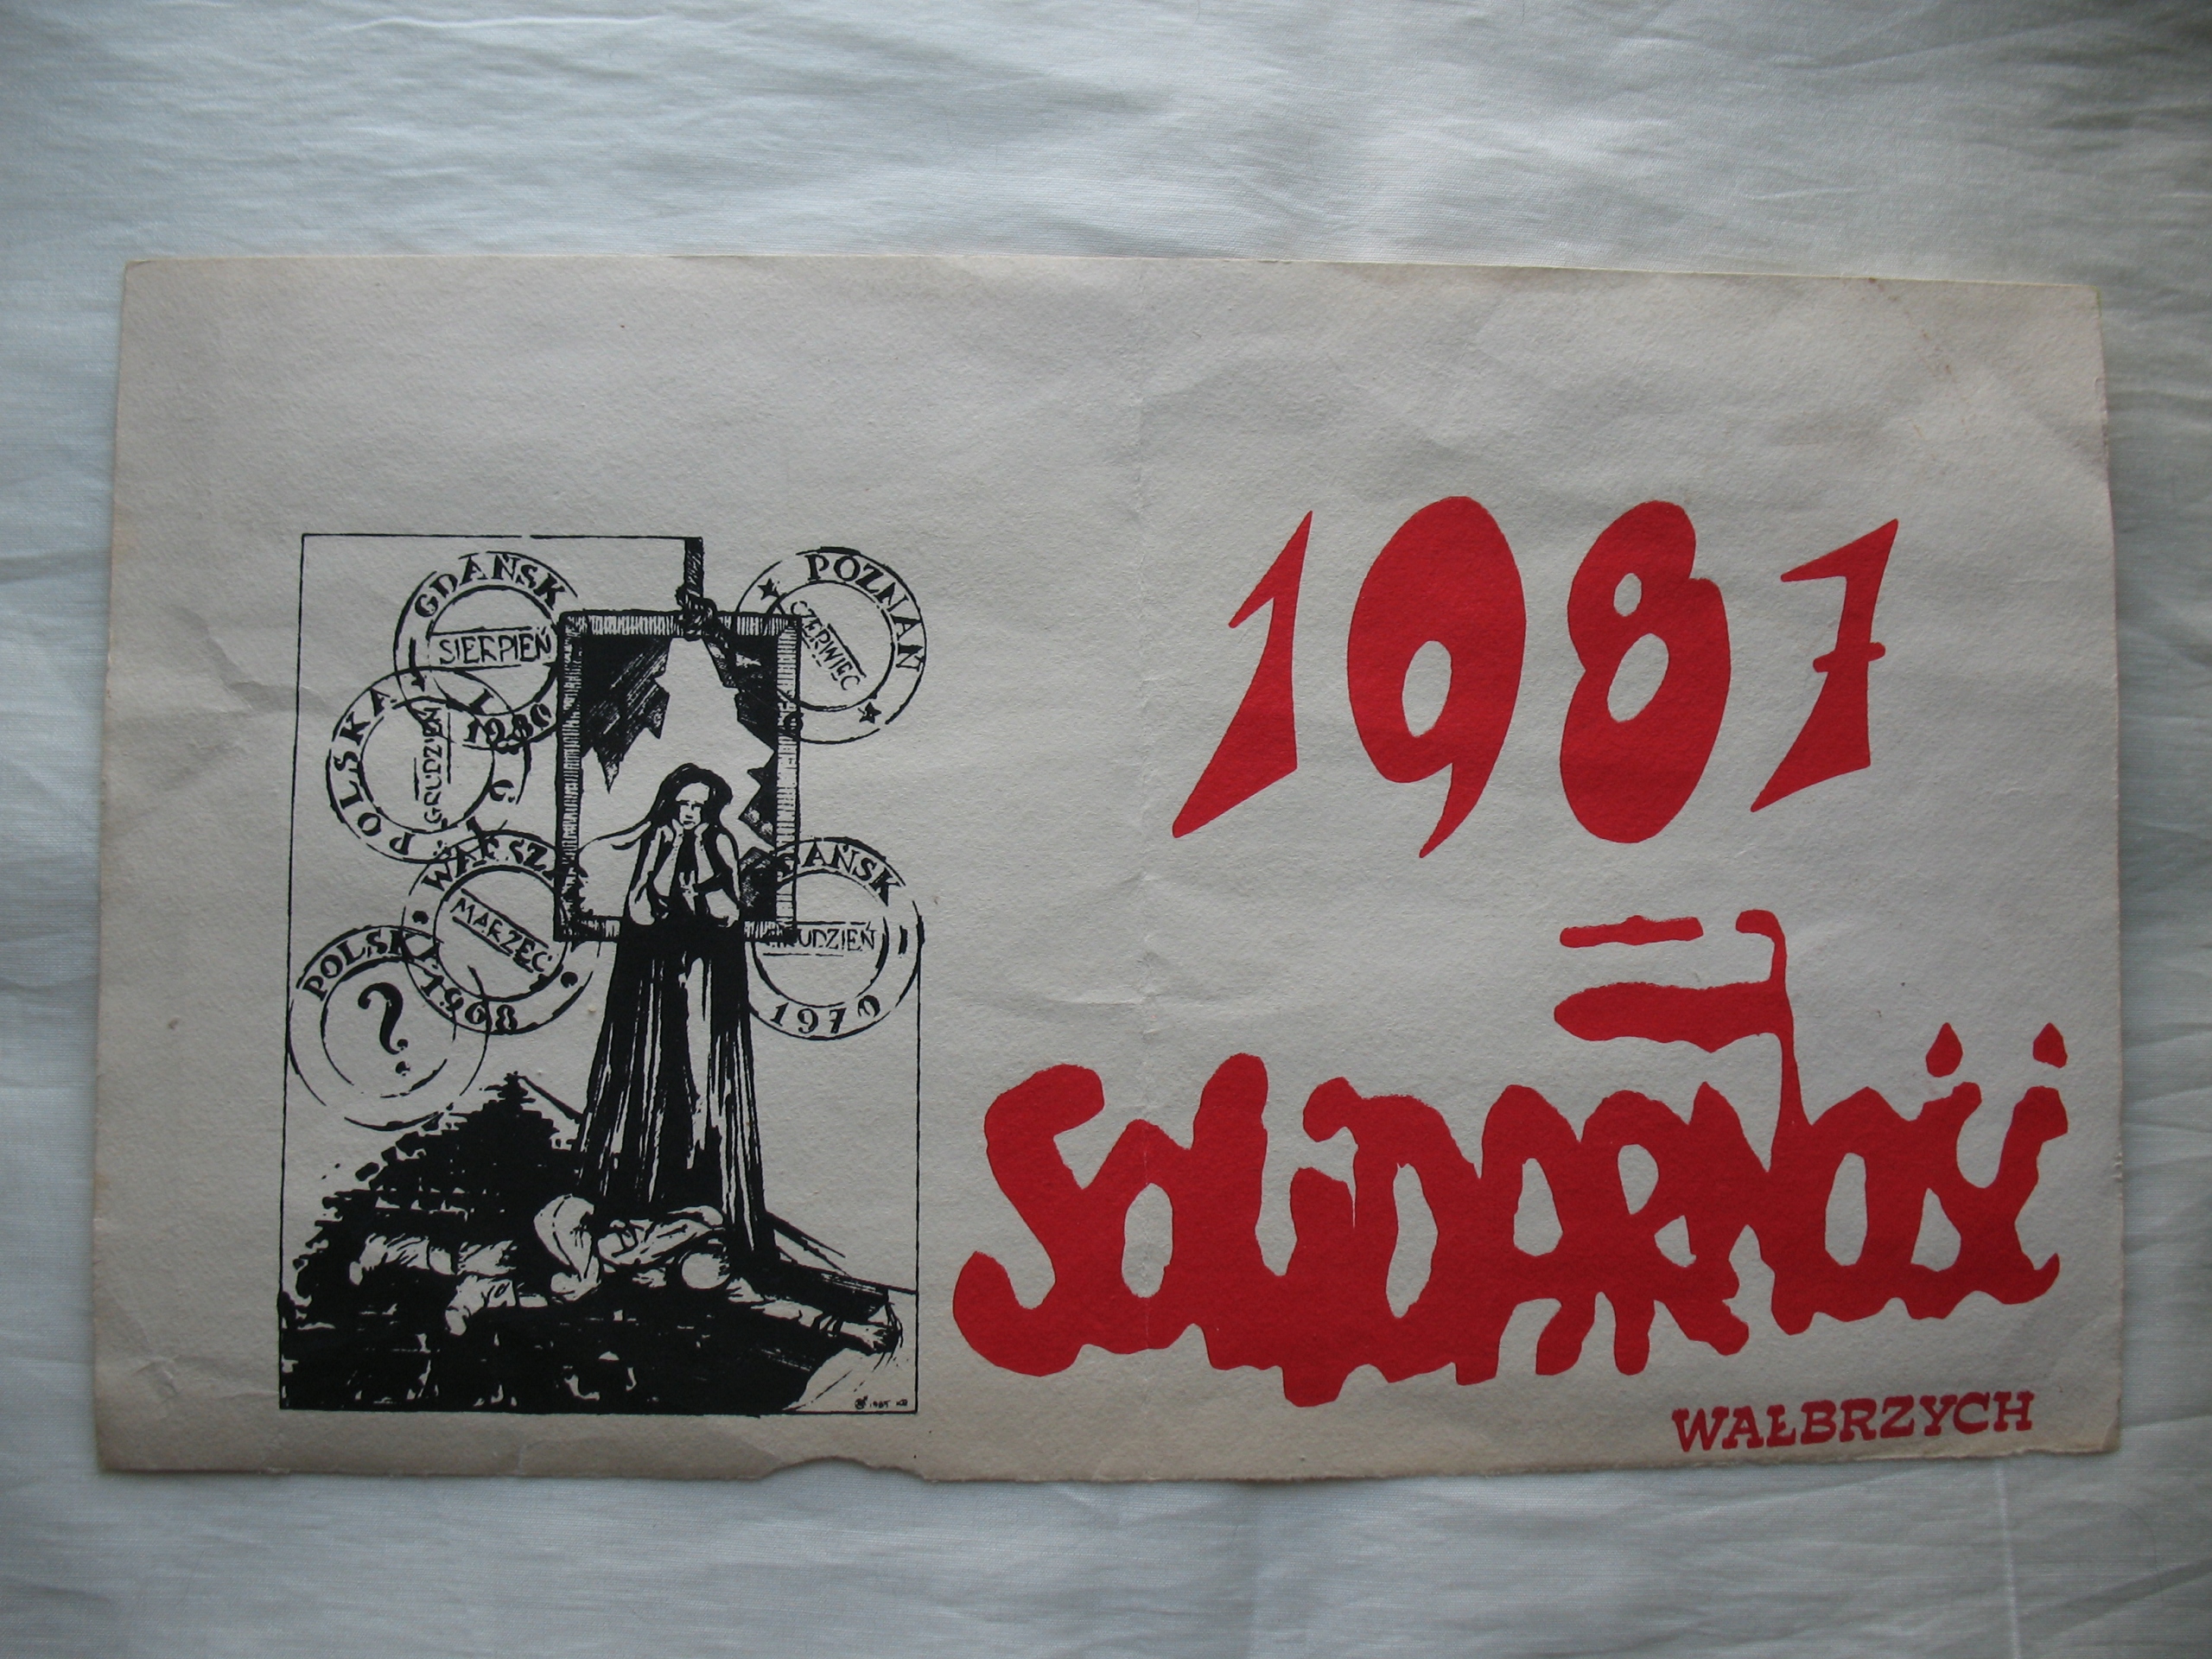 GDAŃSK
SIERPIEŃ
1980
POZNAŃ
CZERWIEC
POLSKA
GRUDZIEŃ
WARSZA
MARZEC
1968
GDAŃSK
GRUDZIEŃ
1970
POLSKA
?
1987
SOLIDARNOŚĆ
WAŁBRZYCH